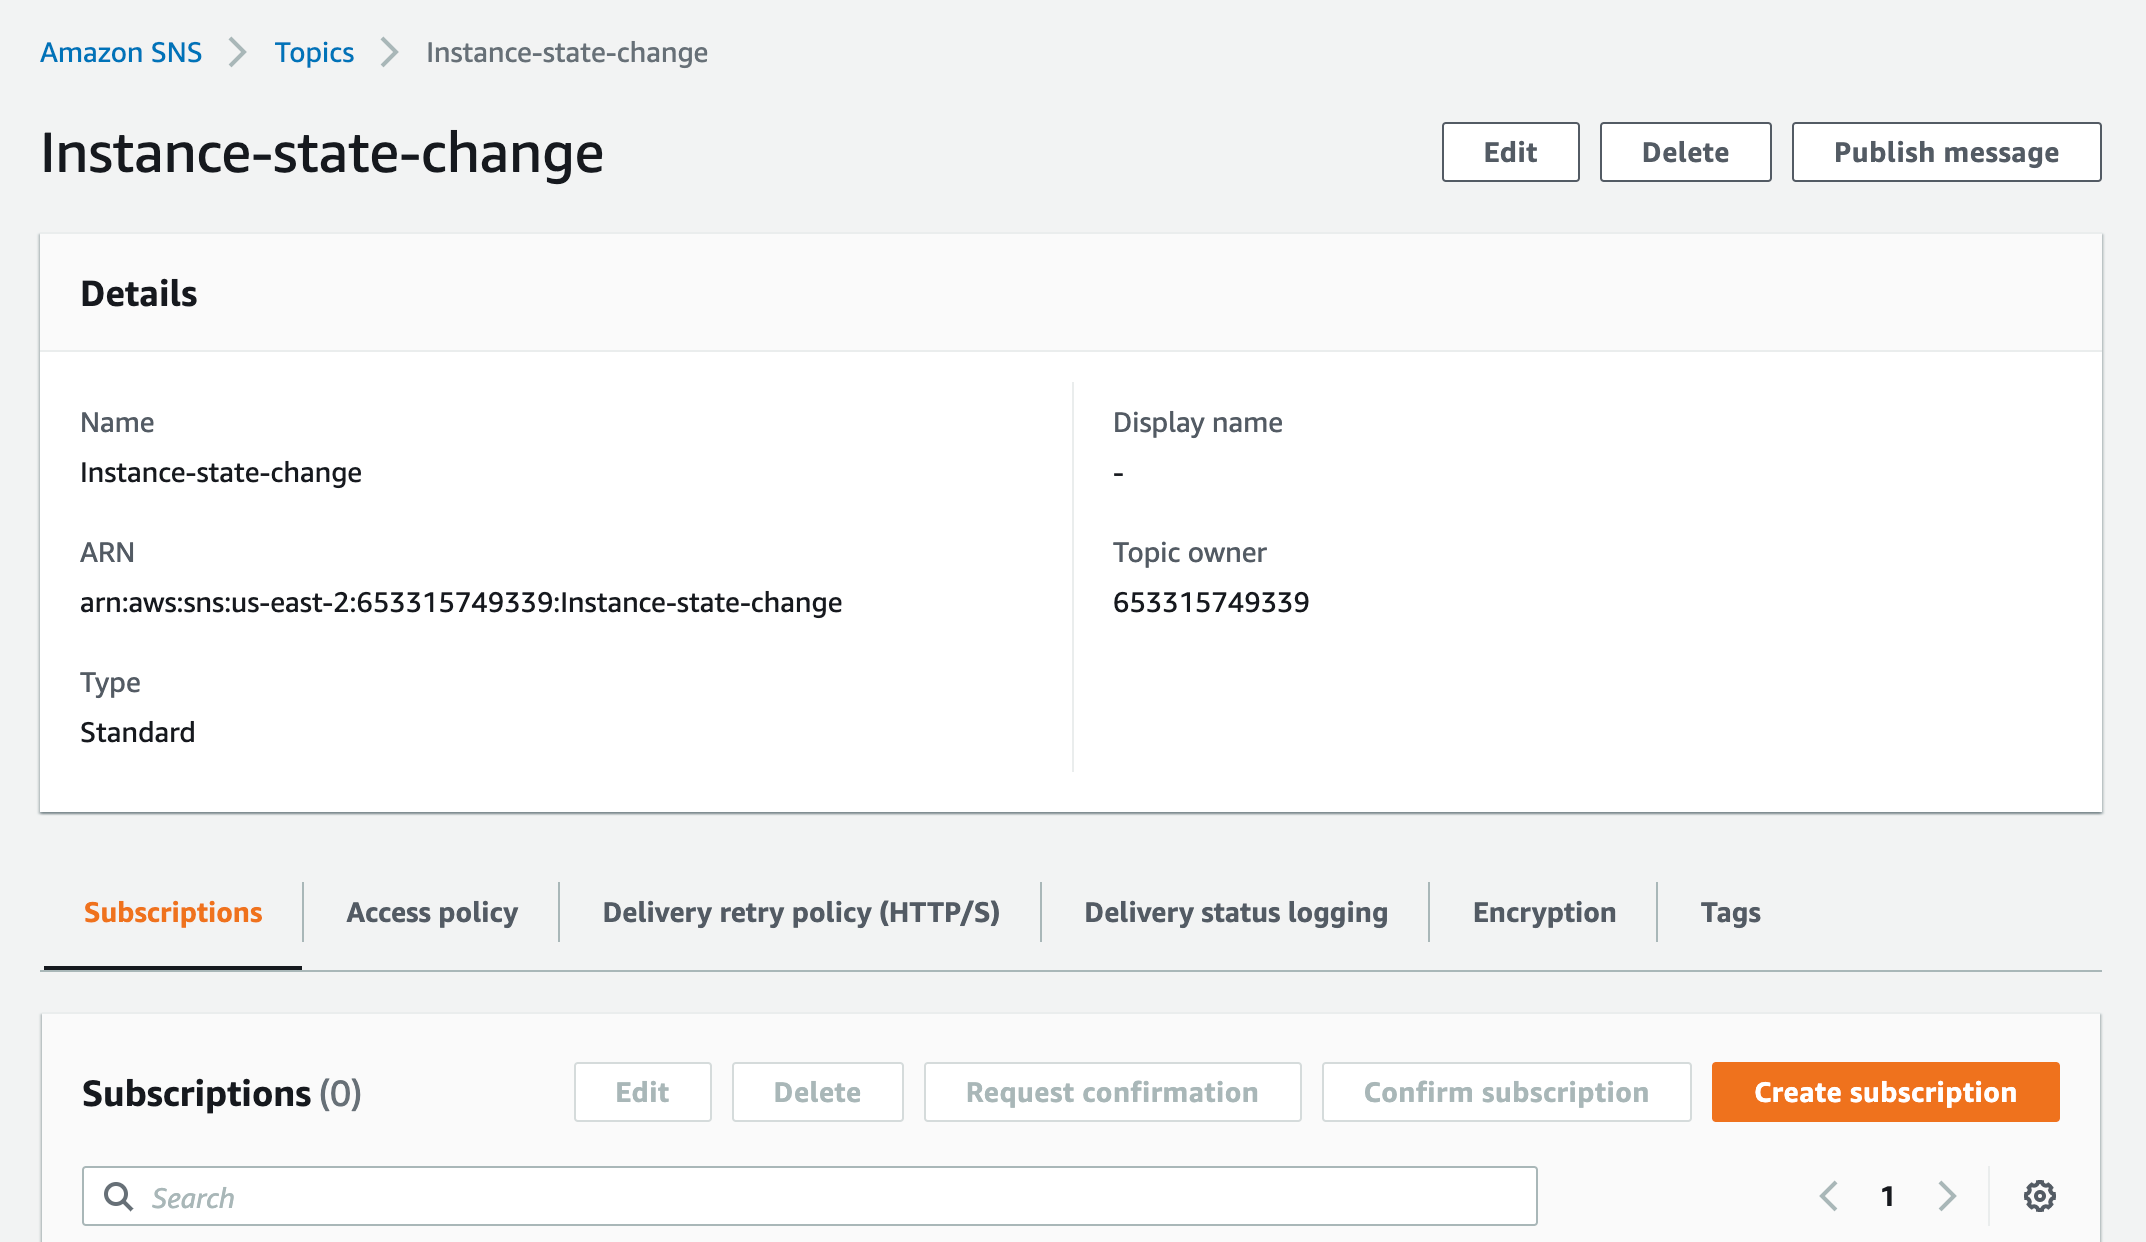 Amazon SNS Topics Instance-state-change
Instance-state-change
Edit Delete Publish message
Details
Name
Instance-state-change
Display name
-
ARN
arn:aws:sns:us-east-2:653315749339:Instance-state-change
Topic owner
653315749339
Type
Standard
Subscriptions Access policy Delivery retry policy (HTTP/S) Delivery status logging Encryption Tags
Subscriptions (0) Edit Delete Request confirmation Confirm subscription Create subscription
Search 1